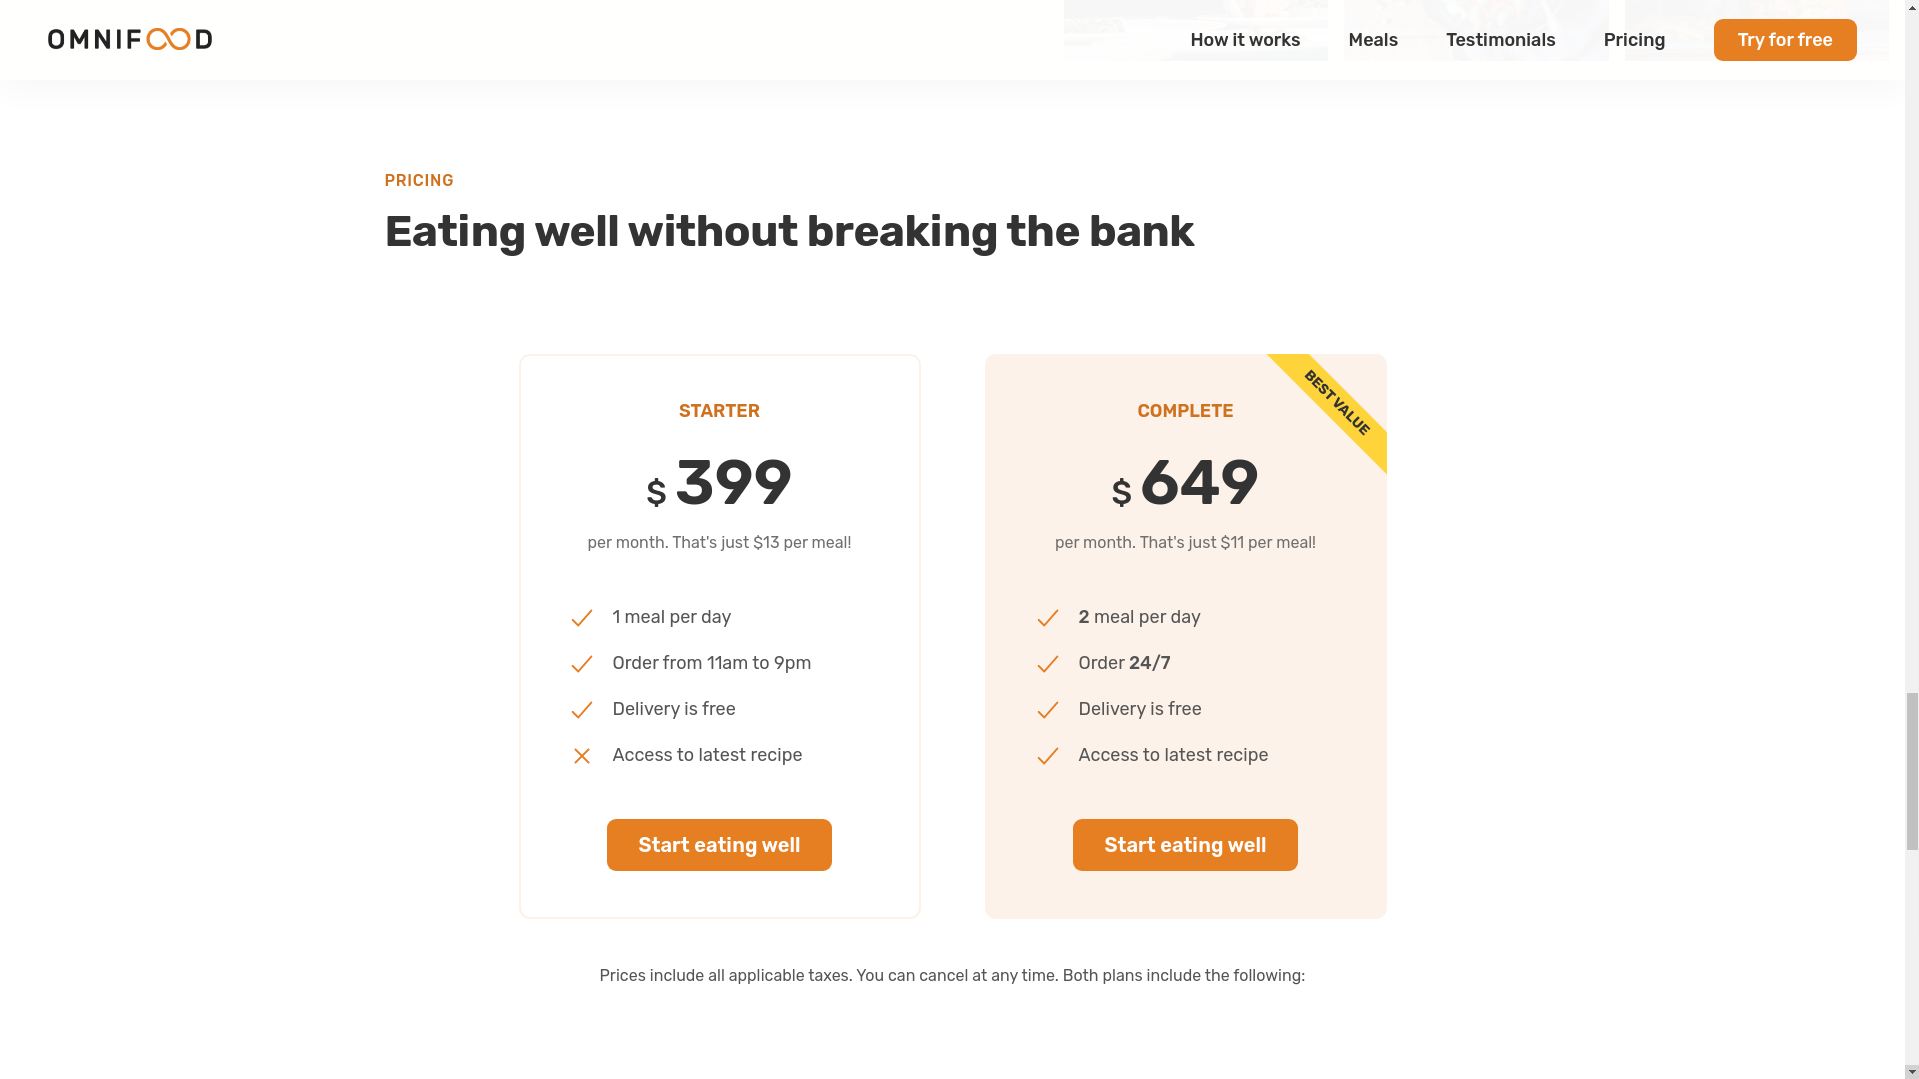 OMNIFOOD
How it works
Meals
Testimonials
Pricing
Try for free
PRICING
Eating well without breaking the bank
STARTER
$ 399
per month. That's just $13 per meal!
1 meal per day
Order from 11am to 9pm
Delivery is free
Access to latest recipe
Start eating well
BEST VALUE
COMPLETE
$ 649
per month. That's just $11 per meal!
2 meal per day
Order 24/7
Delivery is free
Access to latest recipe
Start eating well
Prices include all applicable taxes. You can cancel at any time. Both plans include the following: